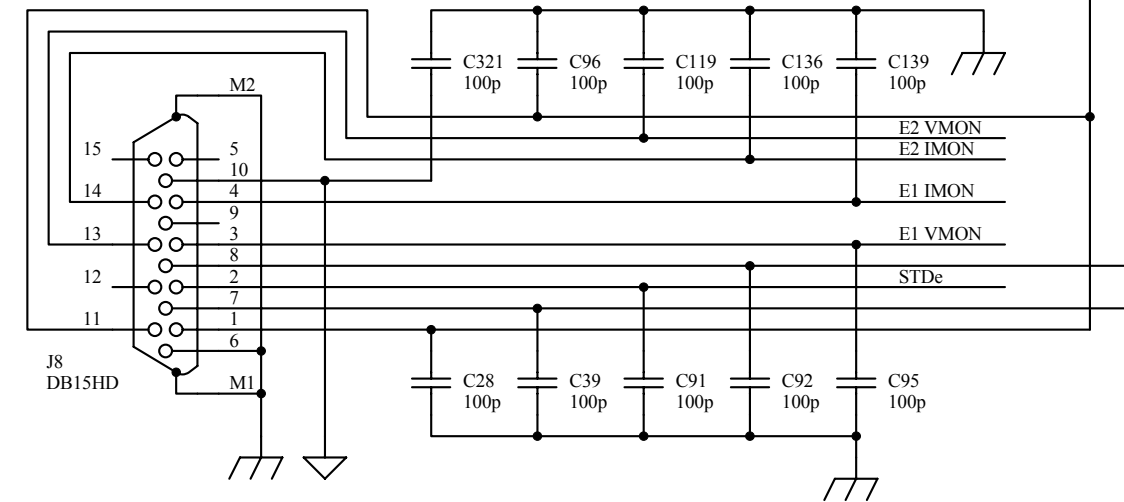 C321
100p
C96
100p
C119
100p
C136
100p
C139
100p
M2
E2 VMON
E2 IMON
15
5
10
14
4
E1 IMON
9
13
3
E1 VMON
8
12
2
STDe
7
11
1
6
J8
DB15HD
M1
C28
100p
C39
100p
C91
100p
C92
100p
C95
100p